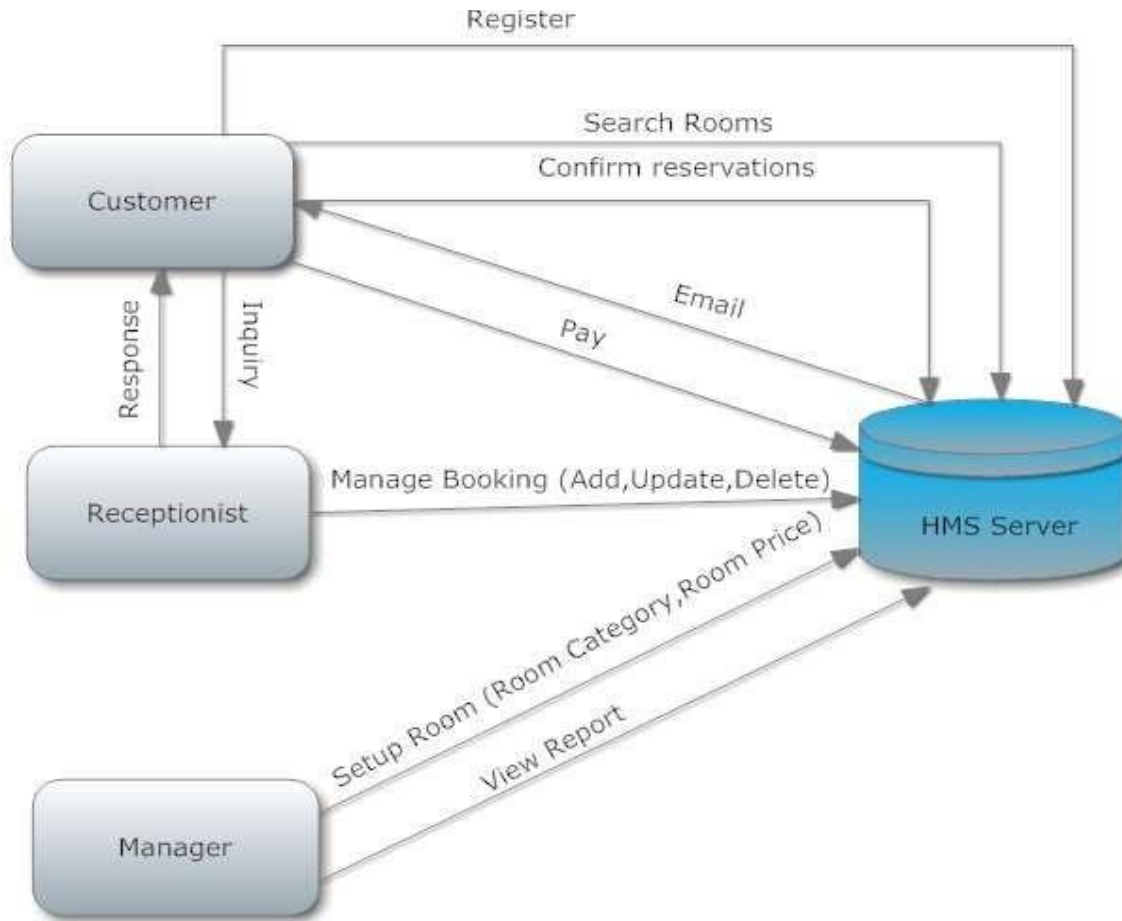 Register
Search Rooms
Confirm reservations
Customer
Email
Pay
Response
Inquiry
Manage Booking (Add,Update,Delete)
Receptionist
HMS Server
Setup Room (Room Category,Room Price)
View Report
Manager